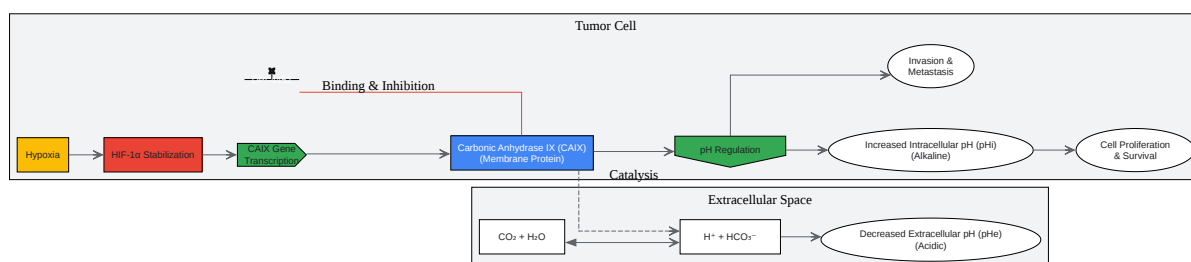 Tumor Cell
Invasion &
Metastasis
Binding & Inhibition
Hypoxia
HIF-1α Stabilization
CAIX Gene
Transcription
Carbonic Anhydrase IX (CAIX)
(Membrane Protein)
pH Regulation
Increased Intracellular pH (pHi)
(Alkaline)
Cell Proliferation
& Survival
Catalysis
Extracellular Space
CO₂ + H₂O
H⁺ + HCO₃⁻
Decreased Extracellular pH (pHe)
(Acidic)